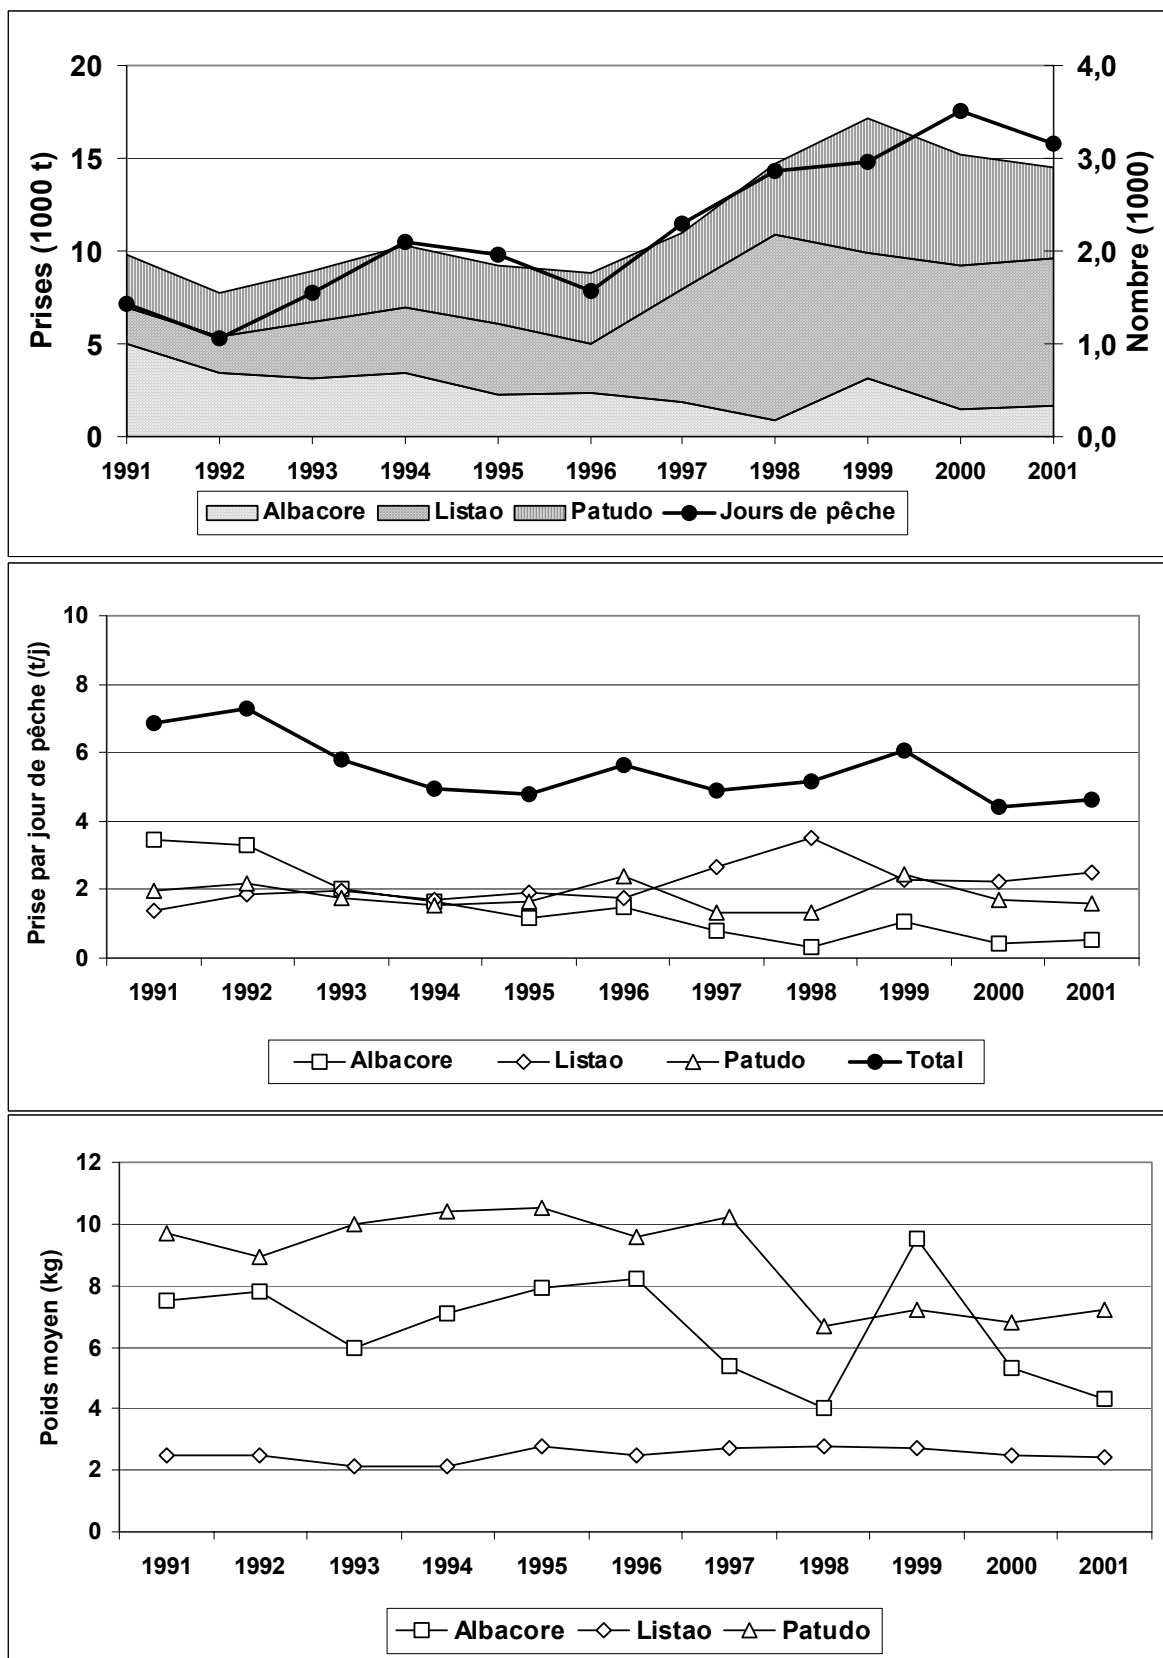 Prises (1000 t)
Nombre (1000)
20
15
10
5
0
4,0
3,0
2,0
1,0
0,0
1991 1992 1993 1994 1995 1996 1997 1998 1999 2000 2001
Albacore Listao Patudo Jours de pêche
Prise par jour de pêche (t/j)
10
8
6
4
2
0
1991 1992 1993 1994 1995 1996 1997 1998 1999 2000 2001
Albacore Listao Patudo Total
Poids moyen (kg)
12
10
8
6
4
2
0
1991 1992 1993 1994 1995 1996 1997 1998 1999 2000 2001
Albacore Listao Patudo